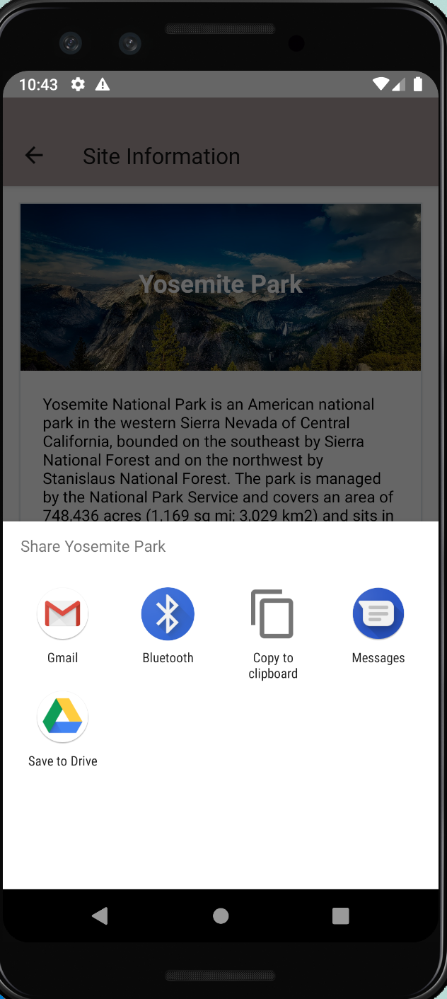 10:43
Site Information
Yosemite Park
Yosemite National Park is an American national
park in the western Sierra Nevada of Central
California, bounded on the southeast by Sierra
National Forest and on the northwest by
Stanislaus National Forest. The park is managed
by the National Park Service and covers an area of
748,436 acres (1,169 sq mi; 3,029 km2) and sits in
Share Yosemite Park
Gmail
Bluetooth
Copy to
clipboard
Messages
Save to Drive